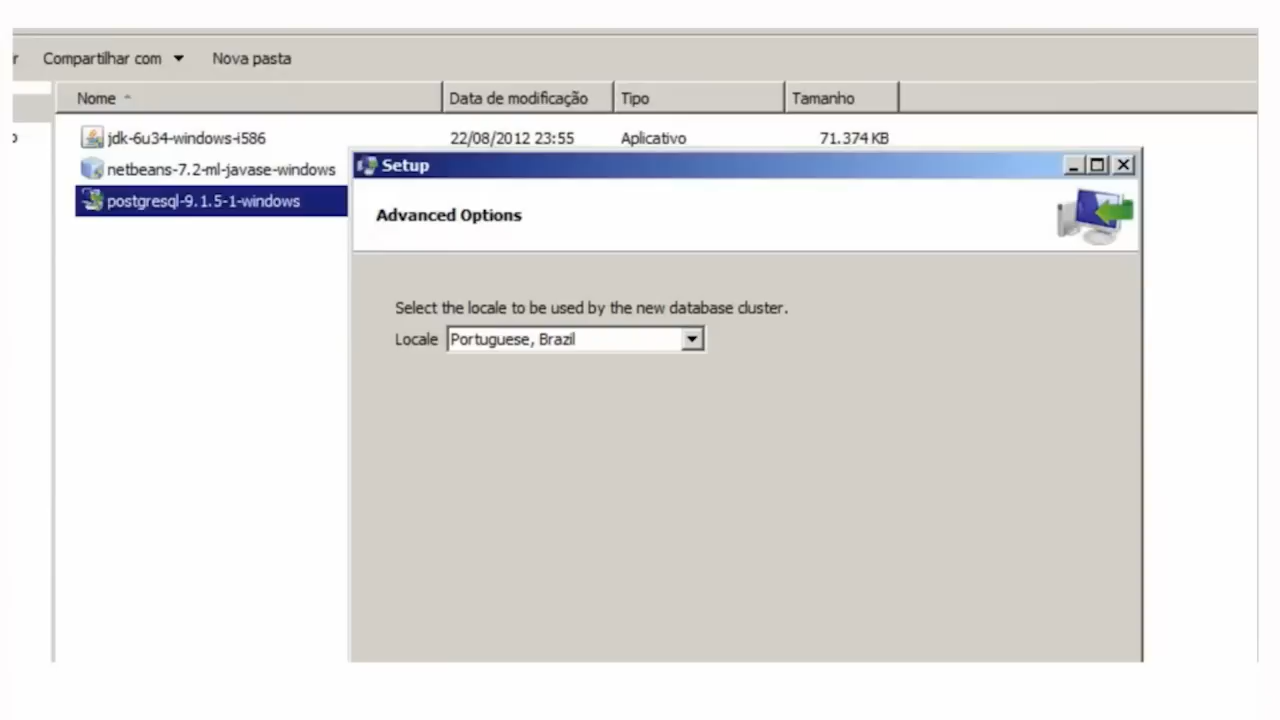 r Compartilhar com Nova pasta
Nome Data de modificação Tipo Tamanho
o
jdk-6u34-windows-i586 22/08/2012 23:55 Aplicativo 71.374 KB
netbeans-7.2-ml-javase-windows
postgresql-9.1.5-1-windows
Setup
Advanced Options
Select the locale to be used by the new database cluster.
Locale Portuguese, Brazil